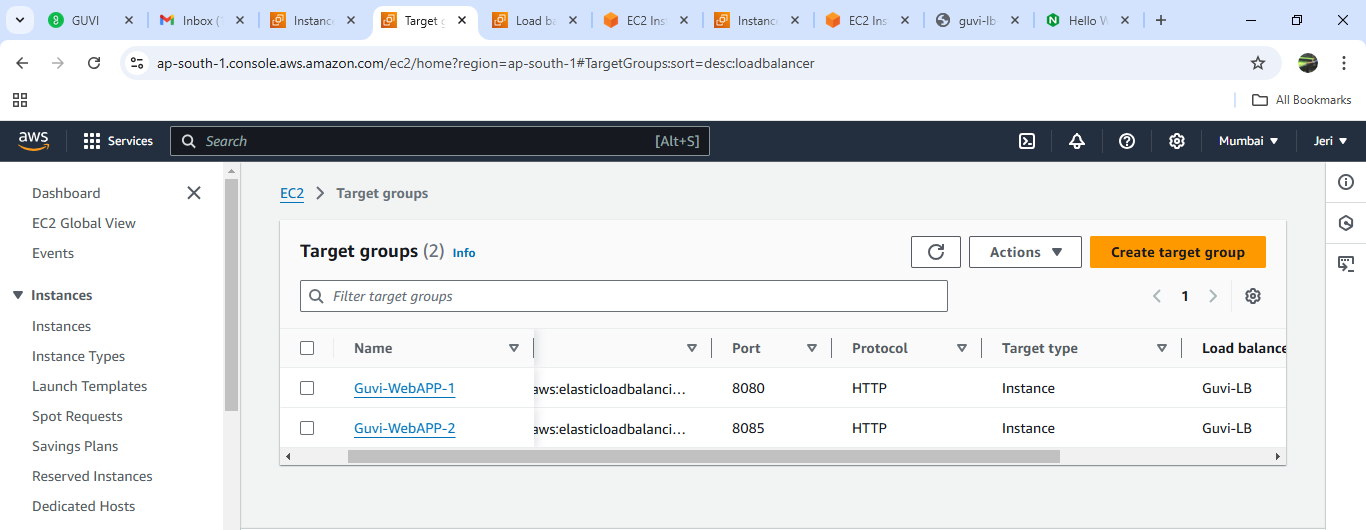 GUVI
Inbox (
Instance
Target g
Load ba
EC2 Ins
Instance
EC2 Ins
guvi-lb-
Hello W
ap-south-1.console.aws.amazon.com/ec2/home?region=ap-south-1#TargetGroups:sort=desc:loadbalancer
All Bookmarks
aws
Services
Search
[Alt+S]
Mumbai
Jeri
Dashboard
EC2 Global View
Events
Instances
Instances
Instance Types
Launch Templates
Spot Requests
Savings Plans
Reserved Instances
Dedicated Hosts
EC2 Target groups
Target groups (2) Info
Actions
Create target group
Filter target groups
1
Name Port Protocol Target type Load balance
Guvi-WebAPP-1 aws:elasticloadbalanci... 8080 HTTP Instance Guvi-LB
Guvi-WebAPP-2 aws:elasticloadbalanci... 8085 HTTP Instance Guvi-LB